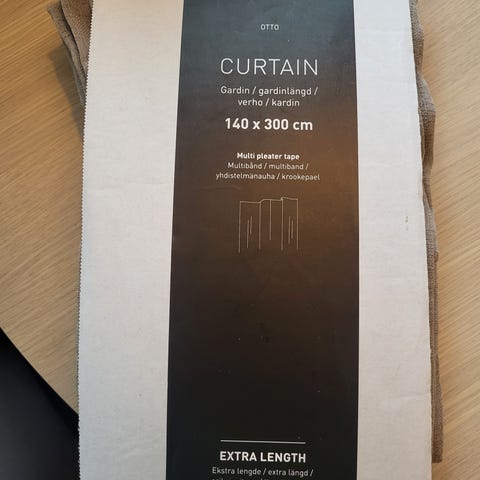 OTTO
CURTAIN
Gardin / gardinlängd /
verho / kardin
140 x 300 cm
Multi pleater tape
Multibånd / multiband /
yhdistelmänauha / krookepael
EXTRA LENGTH
Ekstra lengde / extra längd /